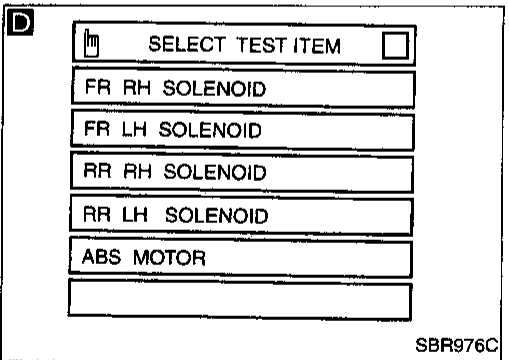 D
SELECT TEST ITEM
FR RH SOLENOID
FR LH SOLENOID
RR RH SOLENOID
RR LH SOLENOID
ABS MOTOR
SBR976C